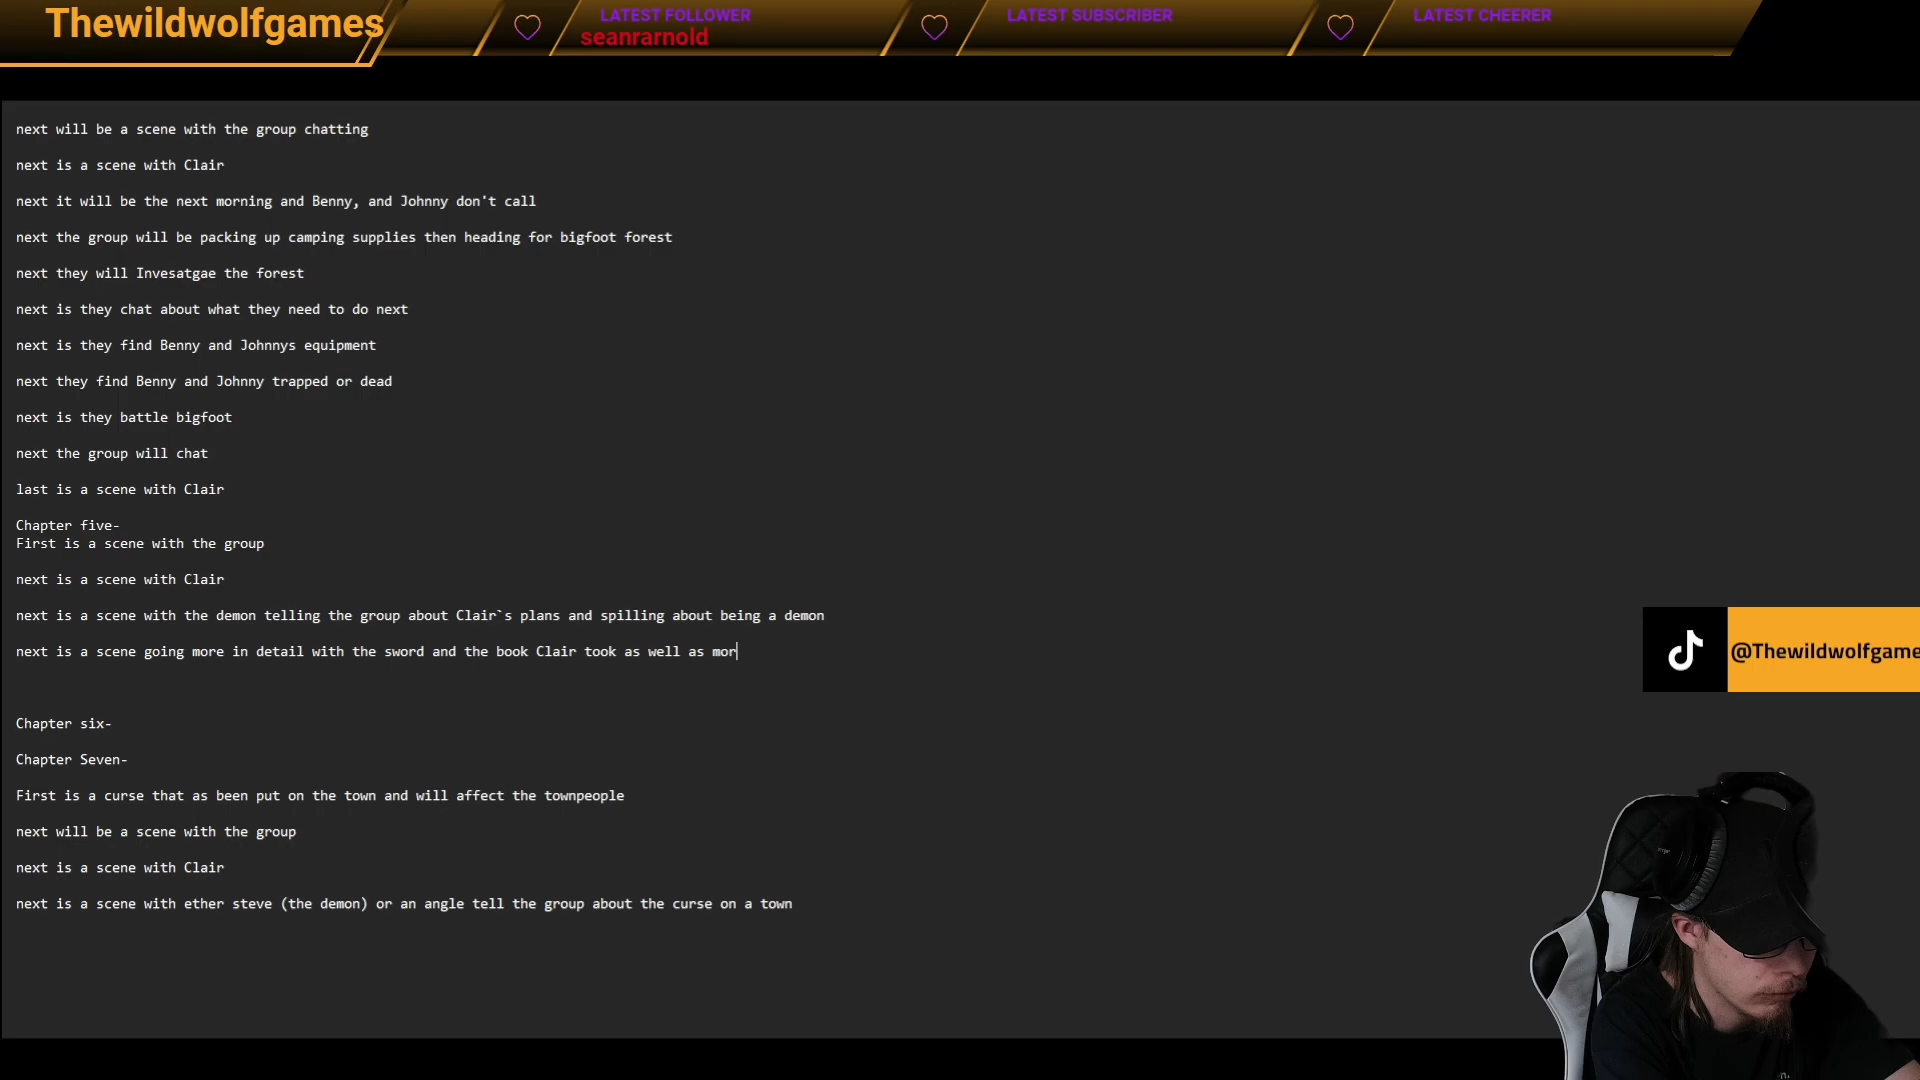 Thewildwolfgames
LATEST FOLLOWER
seanrarnold
LATEST SUBSCRIBER
LATEST CHEERER
next will be a scene with the group chatting
next is a scene with Clair
next it will be the next morning and Benny, and Johnny don't call
next the group will be packing up camping supplies then heading for bigfoot forest
next they will Invesatgae the forest
next is they chat about what they need to do next
next is they find Benny and Johnnys equipment
next they find Benny and Johnny trapped or dead
next is they battle bigfoot
next the group will chat
last is a scene with Clair
Chapter five-
First is a scene with the group
next is a scene with Clair
next is a scene with the demon telling the group about Clair`s plans and spilling about being a demon
next is a scene going more in detail with the sword and the book Clair took as well as mor
@Thewildwolfgame
Chapter six-
Chapter Seven-
First is a curse that as been put on the town and will affect the townpeople
next will be a scene with the group
next is a scene with Clair
next is a scene with ether steve (the demon) or an angle tell the group about the curse on a town